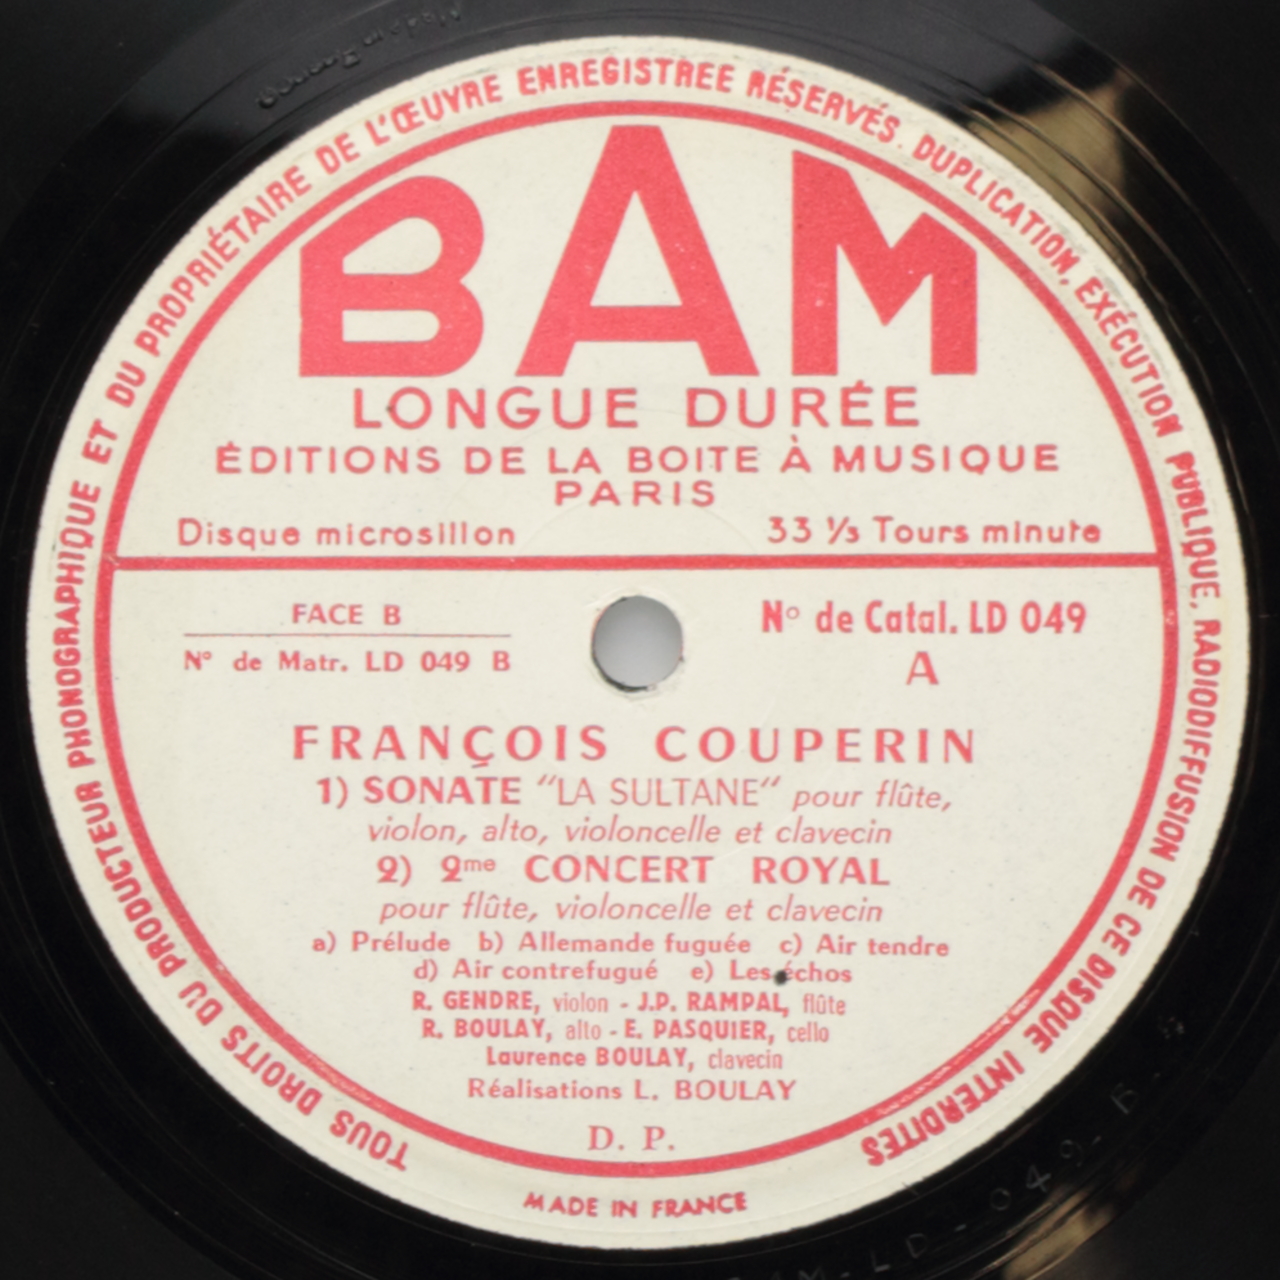 TOUS DROITS DU PRODUCTEUR PHONOGRAPHIQUE ET DU PROPRIÉTAIRE DE L'ŒUVRE ENREGISTREE RÉSERVÉS. DUPLICATION, EXÉCUTION PUBLIQUE, RADIODIFFUSION DE CE DISQUE INTERDITES
BAM
LONGUE DURÉE
ÉDITIONS DE LA BOITE À MUSIQUE
PARIS
Disque microsillon 33 ⅓ Tours minute
FACE B
Nº de Matr. LD 049 B
Nº de Catal. LD 049
A
FRANÇOIS COUPERIN
1) SONATE "LA SULTANE" pour flûte,
violon, alto, violoncelle et clavecin
2) 2me CONCERT ROYAL
pour flûte, violoncelle et clavecin
a) Prélude b) Allemande fuguée c) Air tendre
d) Air contrefugué e) Les échos
R. GENDRE, violon - J.P. RAMPAL, flûte
R. BOULAY, alto - E. PASQUIER, cello
Laurence BOULAY, clavecin
Réalisations L. BOULAY
D. P.
MADE IN FRANCE